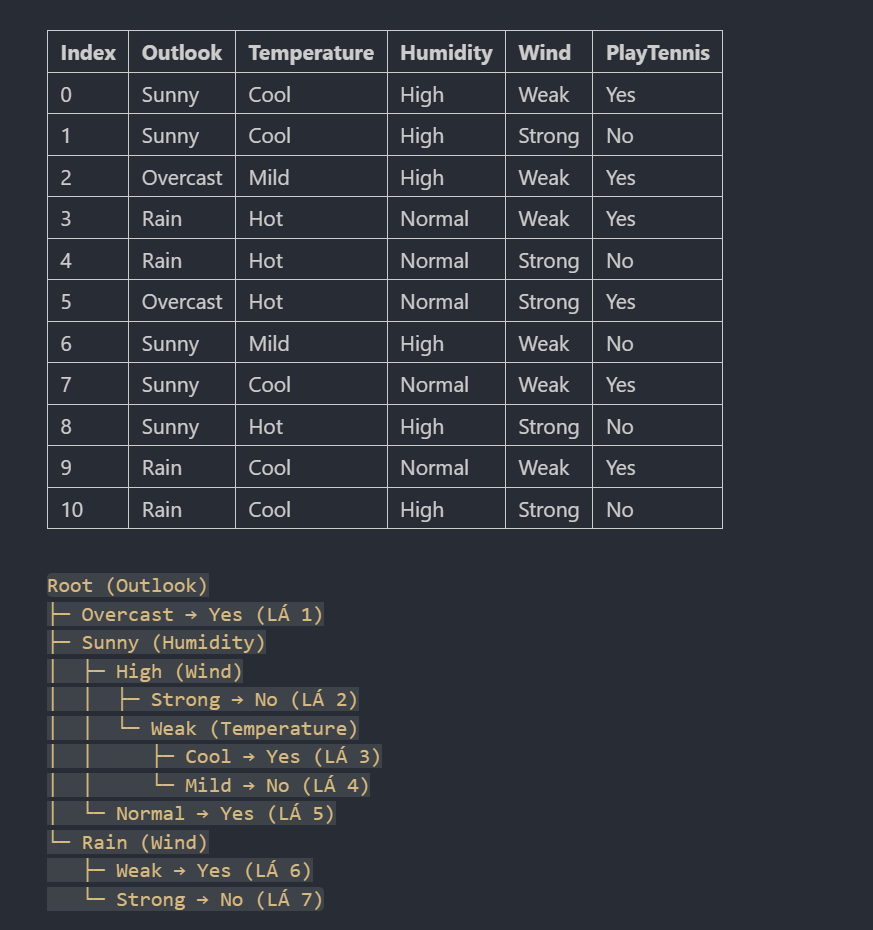 Index Outlook Temperature Humidity Wind PlayTennis
0 Sunny Cool High Weak Yes
1 Sunny Cool High Strong No
2 Overcast Mild High Weak Yes
3 Rain Hot Normal Weak Yes
4 Rain Hot Normal Strong No
5 Overcast Hot Normal Strong Yes
6 Sunny Mild High Weak No
7 Sunny Cool Normal Weak Yes
8 Sunny Hot High Strong No
9 Rain Cool Normal Weak Yes
10 Rain Cool High Strong No
Root (Outlook)
├─ Overcast → Yes (LÁ 1)
├─ Sunny (Humidity)
│  ├─ High (Wind)
│  │  ├─ Strong → No (LÁ 2)
│  │  └─ Weak (Temperature)
│  │     ├─ Cool → Yes (LÁ 3)
│  │     └─ Mild → No (LÁ 4)
│  └─ Normal → Yes (LÁ 5)
└─ Rain (Wind)
   ├─ Weak → Yes (LÁ 6)
   └─ Strong → No (LÁ 7)